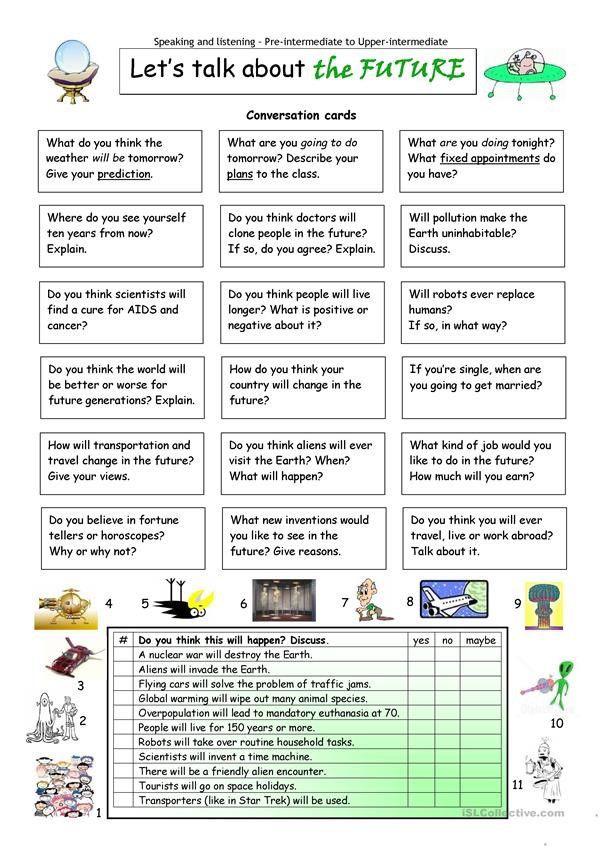 Speaking and listening - Pre-intermediate to Upper-intermediate
Let's talk about the FUTURE
Conversation cards
What do you think the
weather will be tomorrow?
Give your prediction.
What are you going to do
tomorrow? Describe your
plans to the class.
What are you doing tonight?
What fixed appointments do
you have?
Where do you see yourself
ten years from now?
Explain.
Do you think doctors will
clone people in the future?
If so, do you agree? Explain.
Will pollution make the
Earth uninhabitable?
Discuss.
Do you think scientists will
find a cure for AIDS and
cancer?
Do you think people will live
longer? What is positive or
negative about it?
Will robots ever replace
humans?
If so, in what way?
Do you think the world will
be better or worse for
future generations? Explain.
How do you think your
country will change in the
future?
If you're single, when are
you going to get married?
How will transportation and
travel change in the future?
Give your views.
Do you think aliens will ever
visit the Earth? When?
What will happen?
What kind of job would you
like to do in the future?
How much will you earn?
Do you believe in fortune
tellers or horoscopes?
Why or why not?
What new inventions would
you like to see in the
future? Give reasons.
Do you think you will ever
travel, live or work abroad?
Talk about it.
4 5 6 7 8 9
3
2
1
10
11
# Do you think this will happen? Discuss. yes no maybe
A nuclear war will destroy the Earth.
Aliens will invade the Earth.
Flying cars will solve the problem of traffic jams.
Global warming will wipe out many animal species.
Overpopulation will lead to mandatory euthanasia at 70.
People will live for 150 years or more.
Robots will take over routine household tasks.
Scientists will invent a time machine.
There will be a friendly alien encounter.
Tourists will go on space holidays.
Transporters (like in Star Trek) will be used.
iSLCollective.com